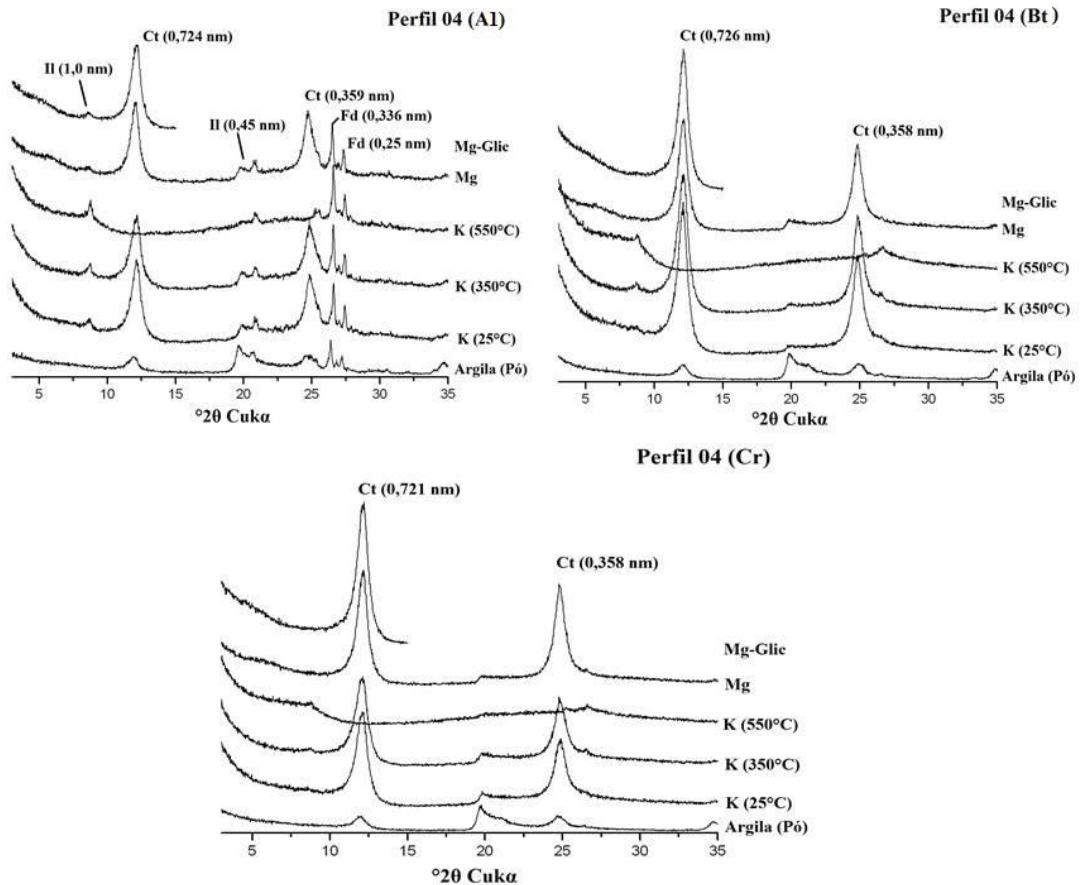 Perfil 04 (A1)
Ct (0,724 nm)
Il (1,0 nm)
Ct (0,359 nm)
Fd (0,336 nm)
Il (0,45 nm)
Fd (0,25 nm)
Mg-Glic
Mg
K (550°C)
K (350°C)
K (25°C)
Argila (Pó)
5 10 15 20 25 30 35
°2θ Cukα
Perfil 04 (Bt)
Ct (0,726 nm)
Ct (0,358 nm)
Mg-Glic
Mg
K (550°C)
K (350°C)
K (25°C)
Argila (Pó)
5 10 15 20 25 30 35
°2θ Cukα
Perfil 04 (Cr)
Ct (0,721 nm)
Ct (0,358 nm)
Mg-Glic
Mg
K (550°C)
K (350°C)
K (25°C)
Argila (Pó)
5 10 15 20 25 30 35
°2θ Cukα